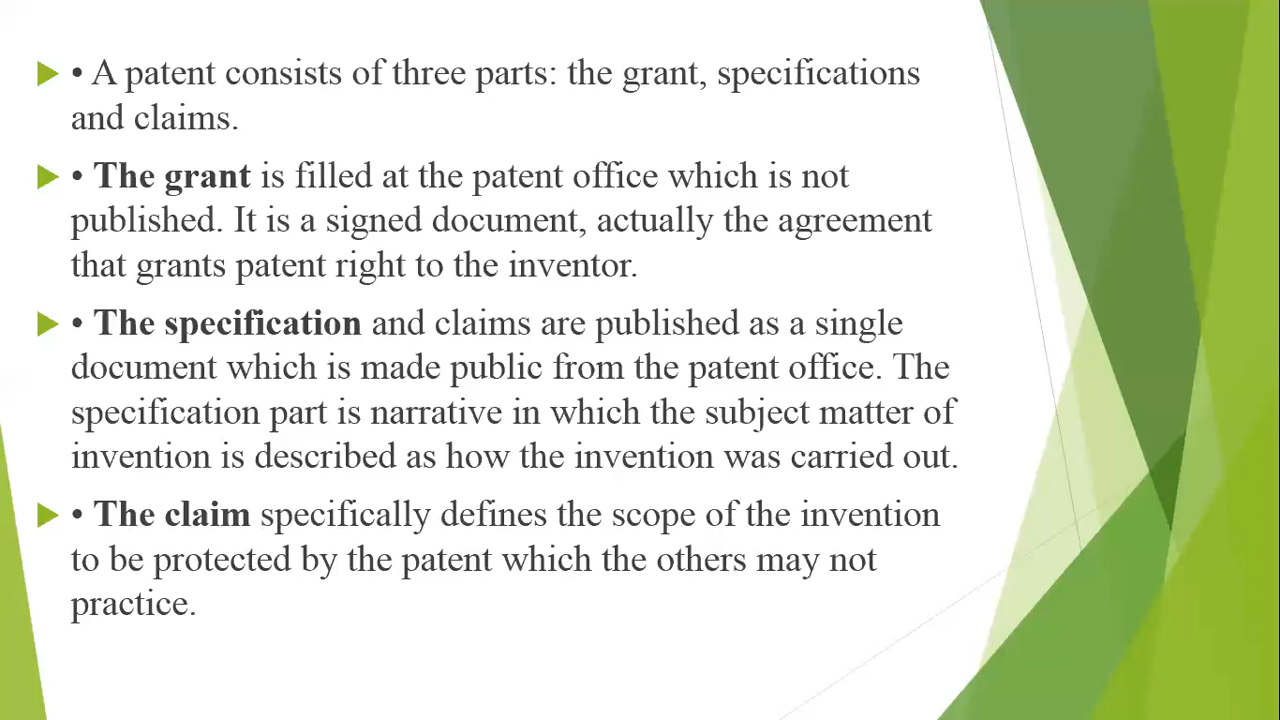 • A patent consists of three parts: the grant, specifications
and claims.
• The grant is filled at the patent office which is not
published. It is a signed document, actually the agreement
that grants patent right to the inventor.
• The specification and claims are published as a single
document which is made public from the patent office. The
specification part is narrative in which the subject matter of
invention is described as how the invention was carried out.
• The claim specifically defines the scope of the invention
to be protected by the patent which the others may not
practice.